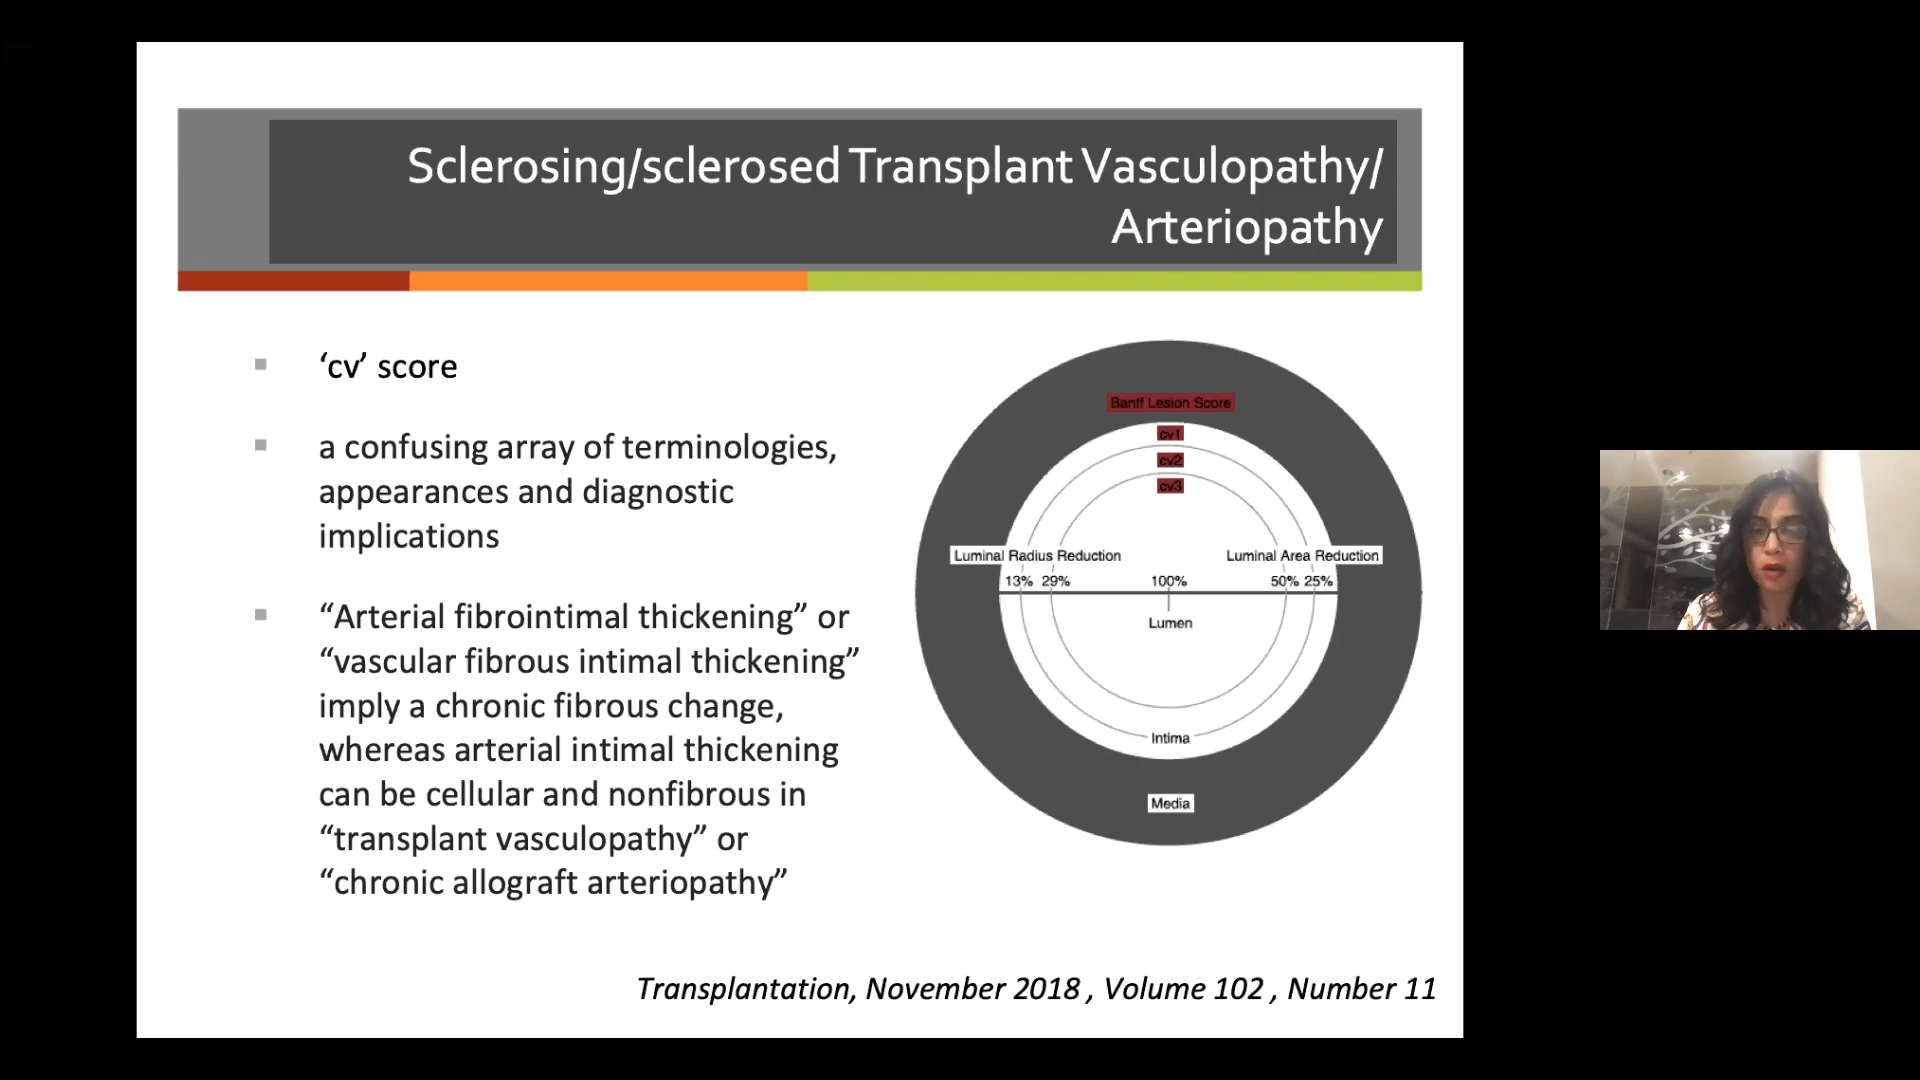 Sclerosing/sclerosed Transplant Vasculopathy/
Arteriopathy
‘cv’ score
a confusing array of terminologies,
appearances and diagnostic
implications
“Arterial fibrointimal thickening” or
“vascular fibrous intimal thickening”
imply a chronic fibrous change,
whereas arterial intimal thickening
can be cellular and nonfibrous in
“transplant vasculopathy” or
“chronic allograft arteriopathy”
Banff Lesion Score
cv1
cv2
cv3
Luminal Radius Reduction Luminal Area Reduction
13% 29% 100% 50% 25%
Lumen
Intima
Media
Transplantation, November 2018 , Volume 102 , Number 11